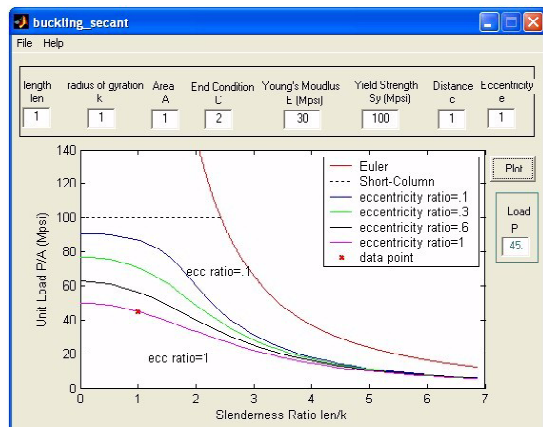 buckling_secant
File Help
length
len
1
radius of gyration
k
1
Area
A
1
End Condition
C
2
Young's Moudlus
E (Mpsi)
30
Yield Strength
Sy (Mpsi)
100
Distance
c
1
Eccentricity
e
1
Plot
Load
P
45.
Euler
Short-Column
eccentricity ratio=.1
eccentricity ratio=.3
eccentricity ratio=.6
eccentricity ratio=1
data point
Unit Load P/A (Mpsi)
140
120
100
80
60
40
20
0
ecc ratio=.1
ecc ratio=1
0 1 2 3 4 5 6 7
Slenderness Ratio len/k